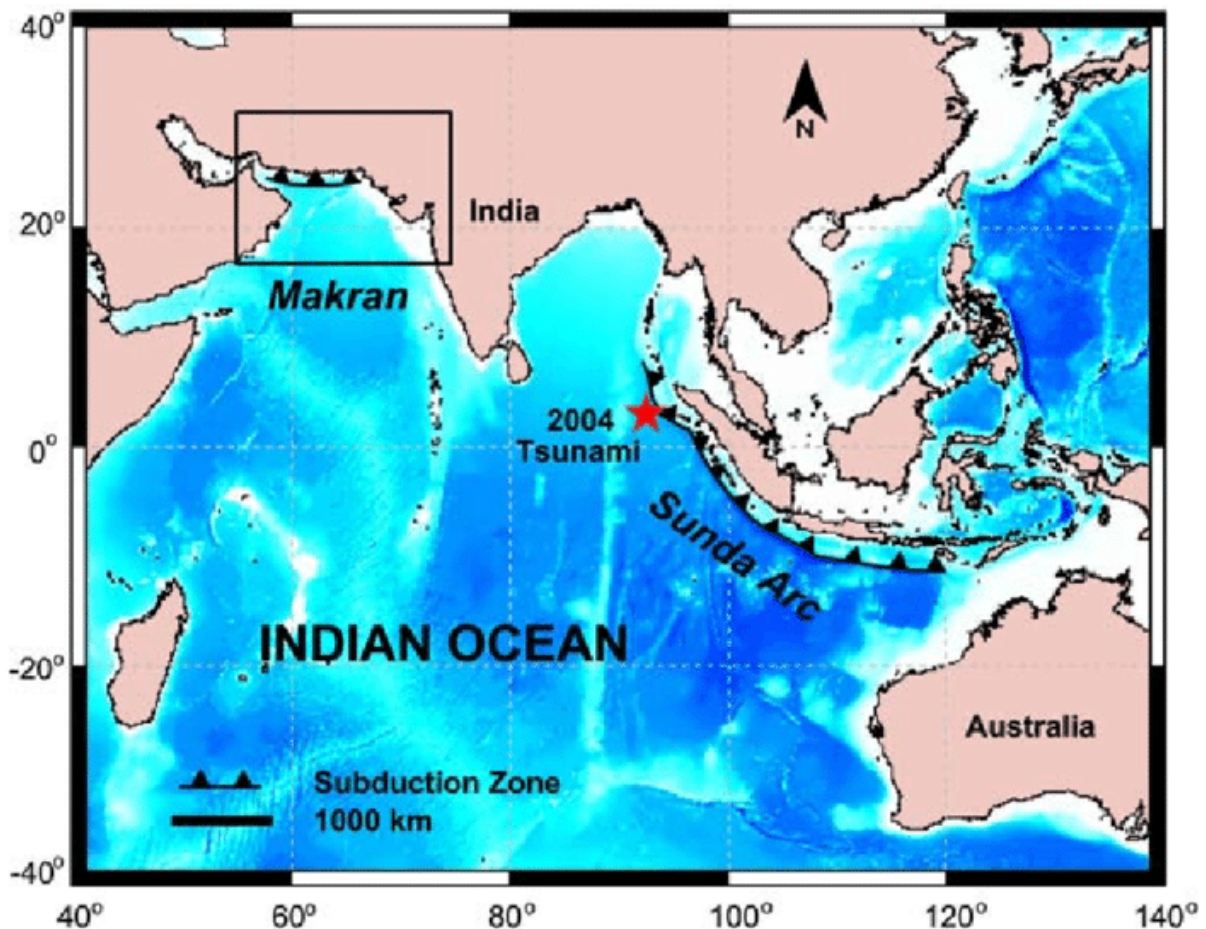 40°
N
India
20°
Makran
2004
Tsunami
0°
Sunda Arc
INDIAN OCEAN
-20°
Australia
Subduction Zone
1000 km
-40°
40° 60° 80° 100° 120° 140°